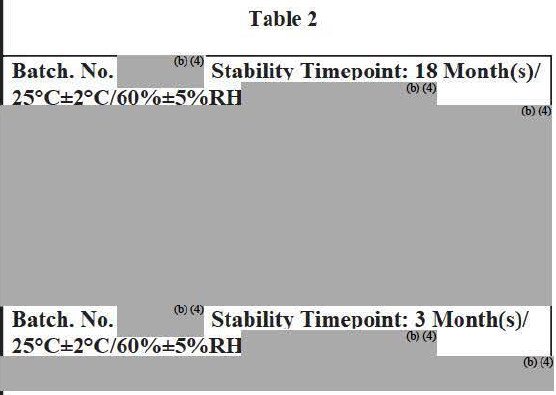 Table 2
Batch. No. (b) (4) Stability Timepoint: 18 Month(s)/
25°C±2°C/60%±5%RH (b) (4)
(b) (4)
Batch. No. (b) (4) Stability Timepoint: 3 Month(s)/
25°C±2°C/60%±5%RH (b) (4)
(b) (4)